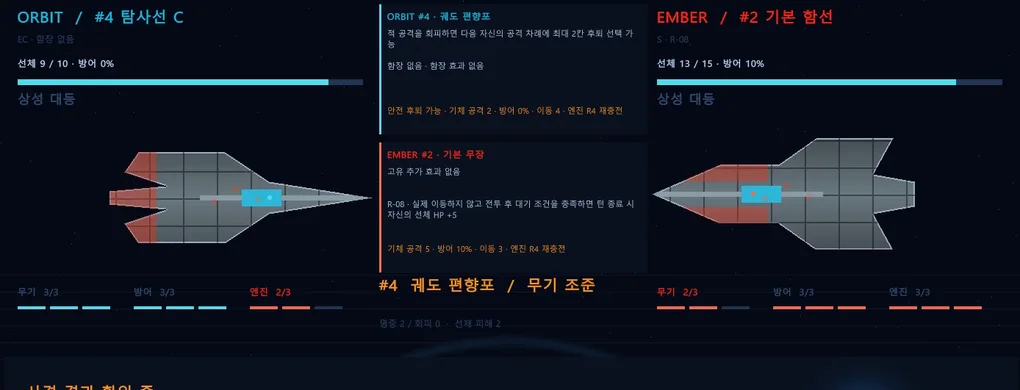 ORBIT / #4 탐사선 C
EC · 함장 없음
선체 9 / 10 · 방어 0%
상성 대등
ORBIT #4 · 궤도 편향포
적 공격을 회피하면 다음 자신의 공격 차례에 최대 2칸 후퇴 선택 가
능
함장 없음 · 함장 효과 없음
안전 후퇴 가능 · 기체 공격 2 · 방어 0% · 이동 4 · 엔진 R4 재충전
EMBER / #2 기본 함선
S · R-08
선체 13 / 15 · 방어 10%
상성 대등
EMBER #2 · 기본 무장
고유 추가 효과 없음
R-08 · 실제 이동하지 않고 전투 후 대기 조건을 충족하면 턴 종료 시
자신의 선체 HP +5
기체 공격 5 · 방어 10% · 이동 3 · 엔진 R4 재충전
#4 궤도 편향포 / 무기 조준
무기 3/3 방어 3/3 엔진 2/3
무기 2/3 방어 3/3 엔진 3/3
명중 2 / 회피 0 · 선체 피해 2